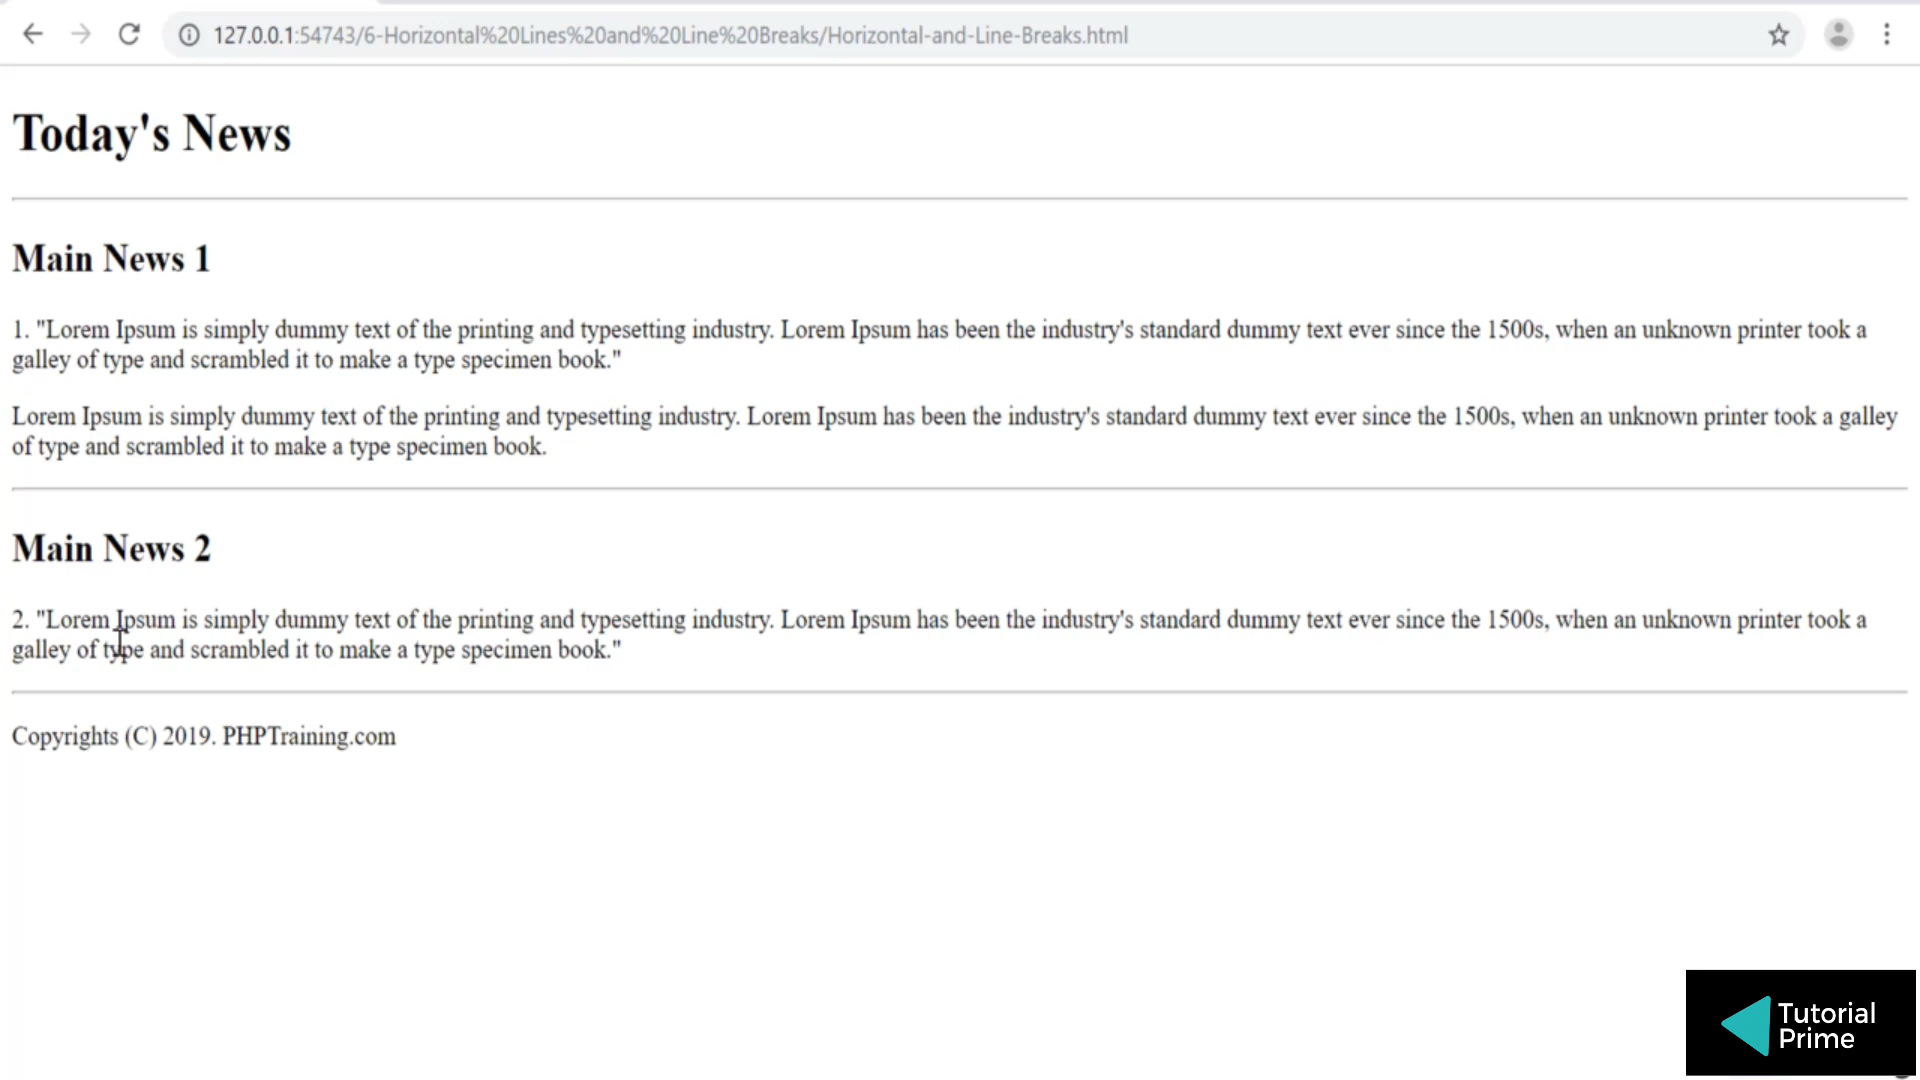 127.0.0.1:54743/6-Horizontal%20Lines%20and%20Line%20Breaks/Horizontal-and-Line-Breaks.html
Today's News
Main News 1
1. "Lorem Ipsum is simply dummy text of the printing and typesetting industry. Lorem Ipsum has been the industry's standard dummy text ever since the 1500s, when an unknown printer took a
galley of type and scrambled it to make a type specimen book."
Lorem Ipsum is simply dummy text of the printing and typesetting industry. Lorem Ipsum has been the industry's standard dummy text ever since the 1500s, when an unknown printer took a galley
of type and scrambled it to make a type specimen book.
Main News 2
2. "Lorem Ipsum is simply dummy text of the printing and typesetting industry. Lorem Ipsum has been the industry's standard dummy text ever since the 1500s, when an unknown printer took a
galley of type and scrambled it to make a type specimen book."
Copyrights (C) 2019. PHPTraining.com
Tutorial
Prime